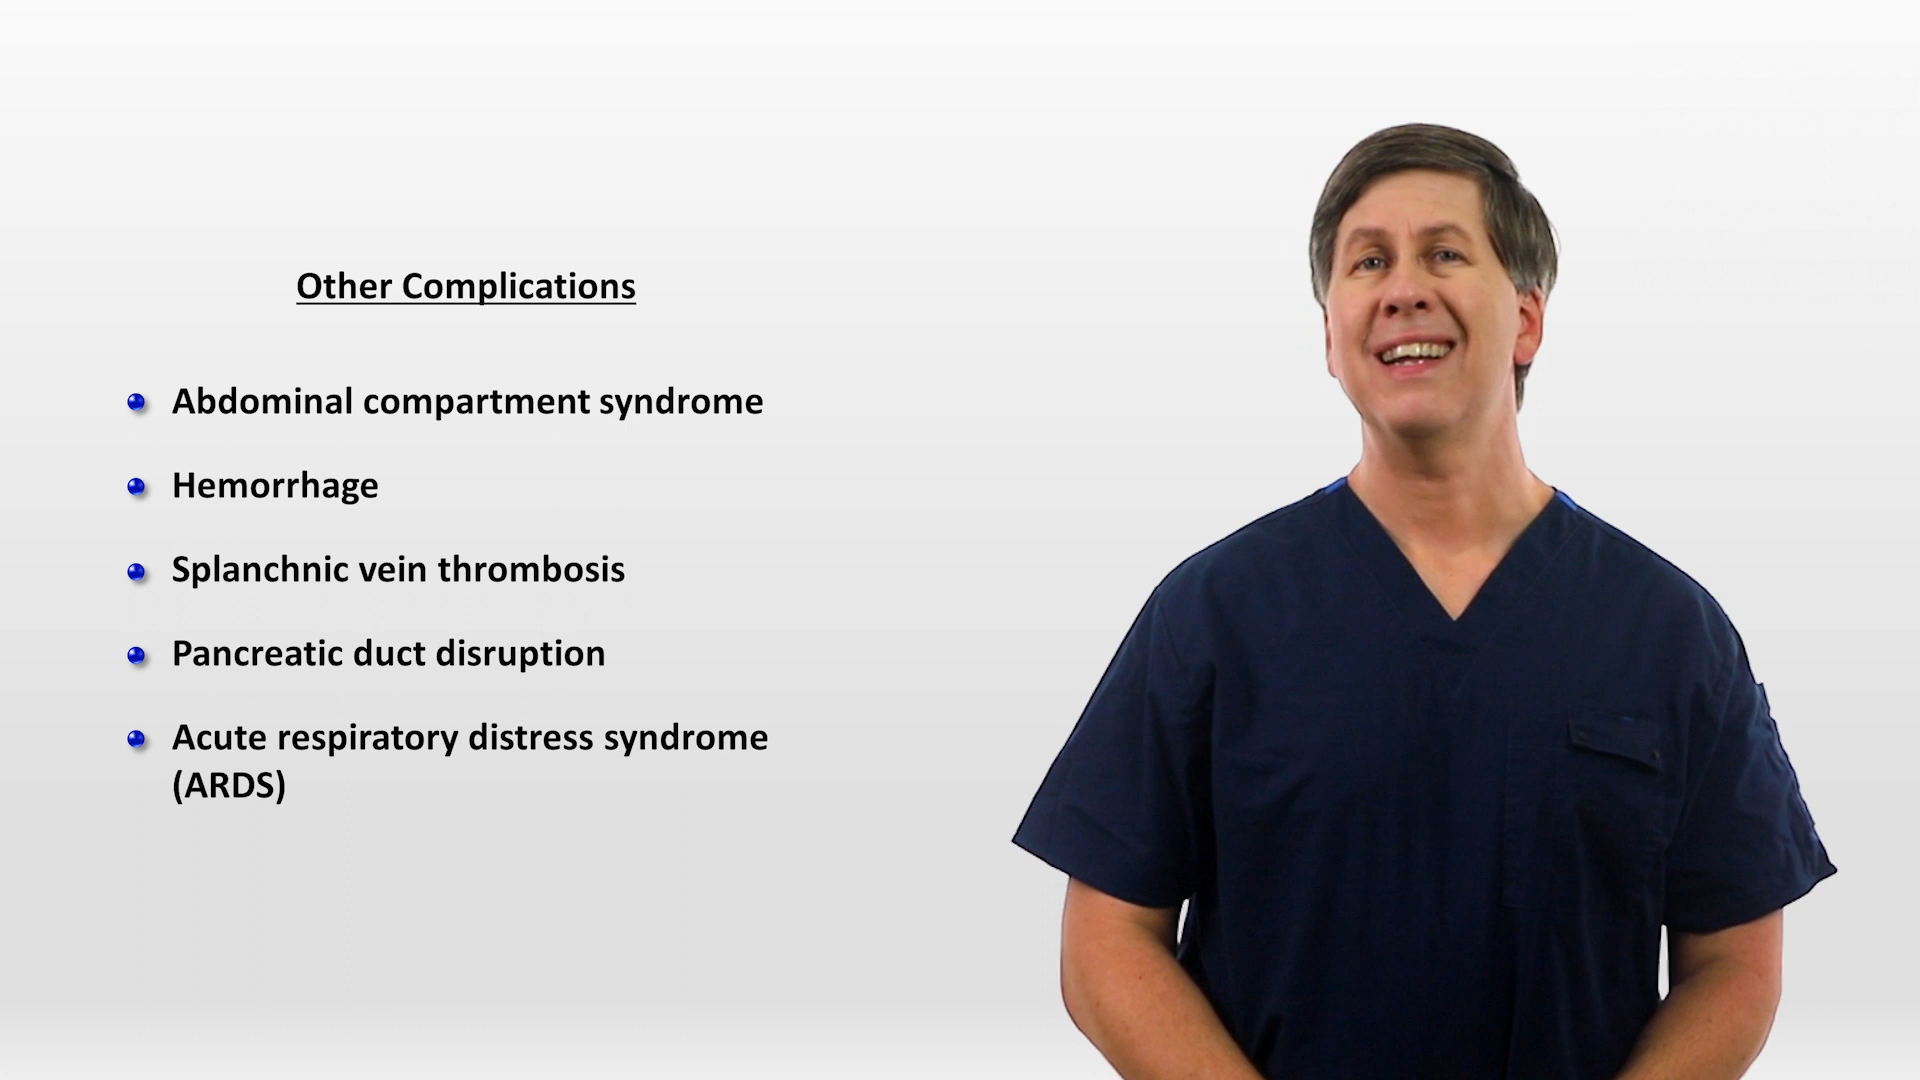 Other Complications
Abdominal compartment syndrome
Hemorrhage
Splanchnic vein thrombosis
Pancreatic duct disruption
Acute respiratory distress syndrome
(ARDS)